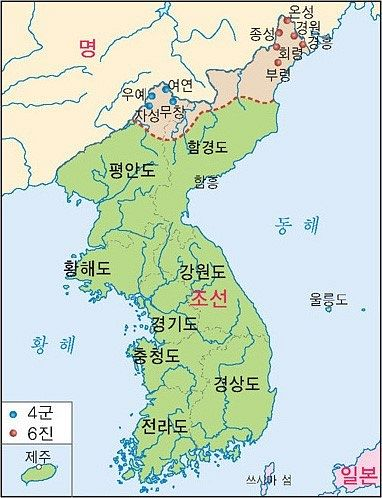 온성
종성
경원
명
경흥
회령
부령
여연
우예
자성
무창
함경도
평안도
함흥
동해
황해도
강원도
조선
울릉도
경기도
황해
충청도
경상도
4군
6진
전라도
제주
쓰시마 섬
일본